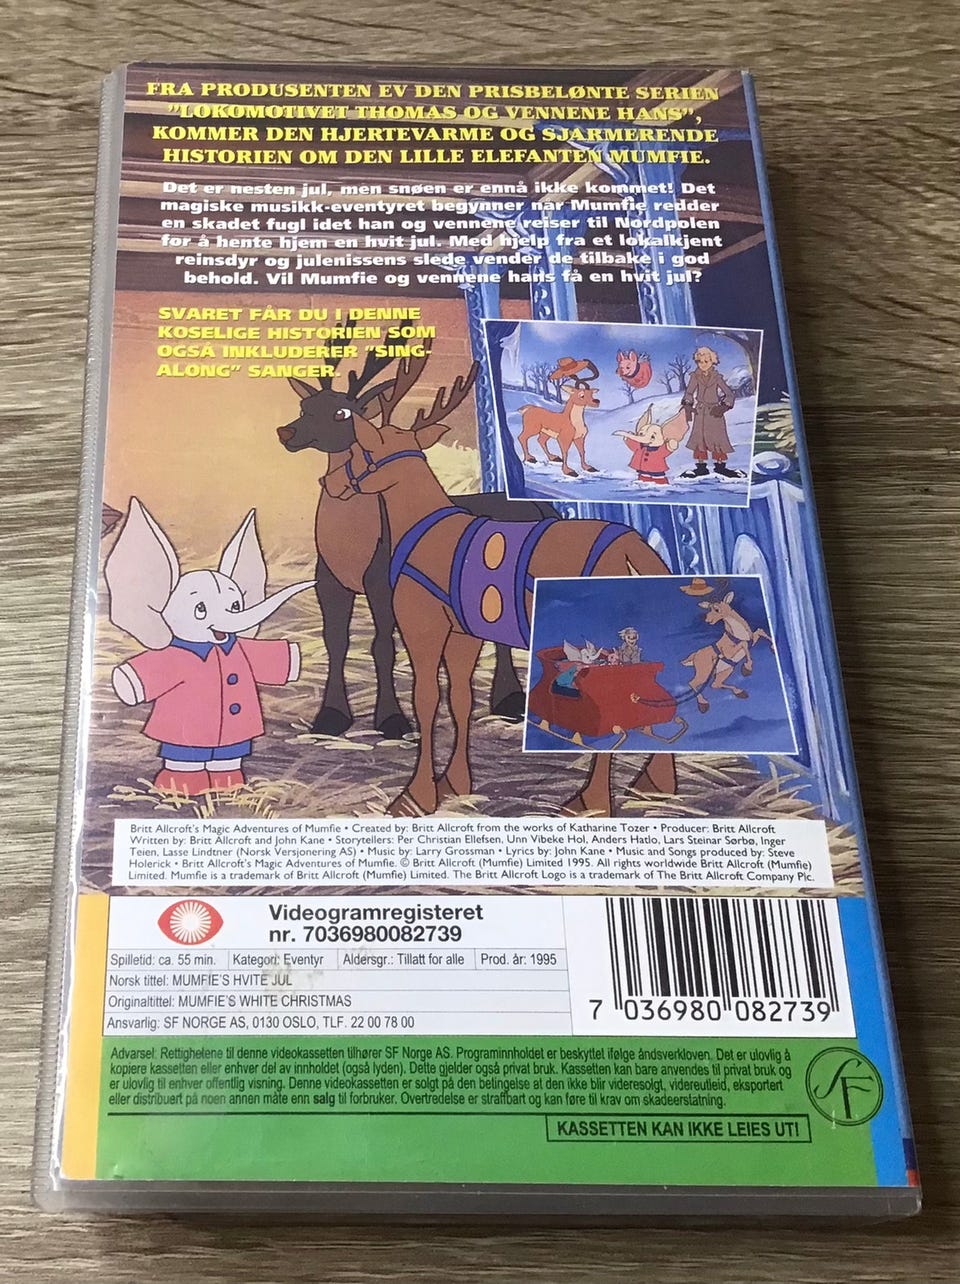 FRA PRODUSENTEN EV DEN PRISBELØNTE SERIEN
"LOKOMOTIVET THOMAS OG VENNENE HANS",
KOMMER DEN HJERTEVARME OG SJARMERENDE
HISTORIEN OM DEN LILLE ELEFANTEN MUMFIE.
Det er nesten jul, men snøen er ennå ikke kommet! Det
magiske musikk-eventyret begynner når Mumfie redder
en skadet fugl idet han og vennene reiser til Nordpolen
for å hente hjem en hvit jul. Med hjelp fra et lokalkjent
reinsdyr og julenissens slede vender de tilbake i god
behold. Vil Mumfie og vennene hans få en hvit jul?
SVARET FÅR DU I DENNE
KOSELIGE HISTORIEN SOM
OGSÅ INKLUDERER "SING-
ALONG" SANGER.
Britt Allcroft's Magic Adventures of Mumfie • Created by: Britt Allcroft from the works of Katharine Tozer • Producer: Britt Allcroft
Written by: Britt Allcroft and John Kane • Storytellers: Per Christian Ellefsen, Unn Vibeke Hol, Anders Hatlo, Lars Steinar Sørbø, Inger
Teien, Lasse Lindtner (Norsk Versjonering AS) • Music by: Larry Grossman • Lyrics by: John Kane • Music and Songs produced by: Steve
Holerick • Britt Allcroft's Magic Adventures of Mumfie. © Britt Allcroft (Mumfie) Limited 1995. All rights worldwide Britt Allcroft (Mumfie)
Limited. Mumfie is a trademark of Britt Allcroft (Mumfie) Limited. The Britt Allcroft Logo is a trademark of The Britt Allcroft Company Plc.
Videogramregisteret
nr. 7036980082739
Spilletid: ca. 55 min. Kategori: Eventyr Aldersgr.: Tillatt for alle Prod. år: 1995
Norsk tittel: MUMFIE'S HVITE JUL
Originaltittel: MUMFIE'S WHITE CHRISTMAS
Ansvarlig: SF NORGE AS, 0130 OSLO, TLF. 22 00 78 00
7 036980 082739
Advarsel: Rettighetene til denne videokassetten tilhører SF Norge AS. Programinnholdet er beskyttet ifølge åndsverkloven. Det er ulovlig å
kopiere kassetten eller enhver del av innholdet (også lyden). Dette gjelder også privat bruk. Kassetten kan bare anvendes til privat bruk og
er ulovlig til enhver offentlig visning. Denne videokassetten er solgt på den betingelse at den ikke blir videresolgt, videreutleid, eksportert
eller distribuert på noen annen måte enn salg til forbruker. Overtredelse er straffbart og kan føre til krav om skadeerstatning.
SF
KASSETTEN KAN IKKE LEIES UT!